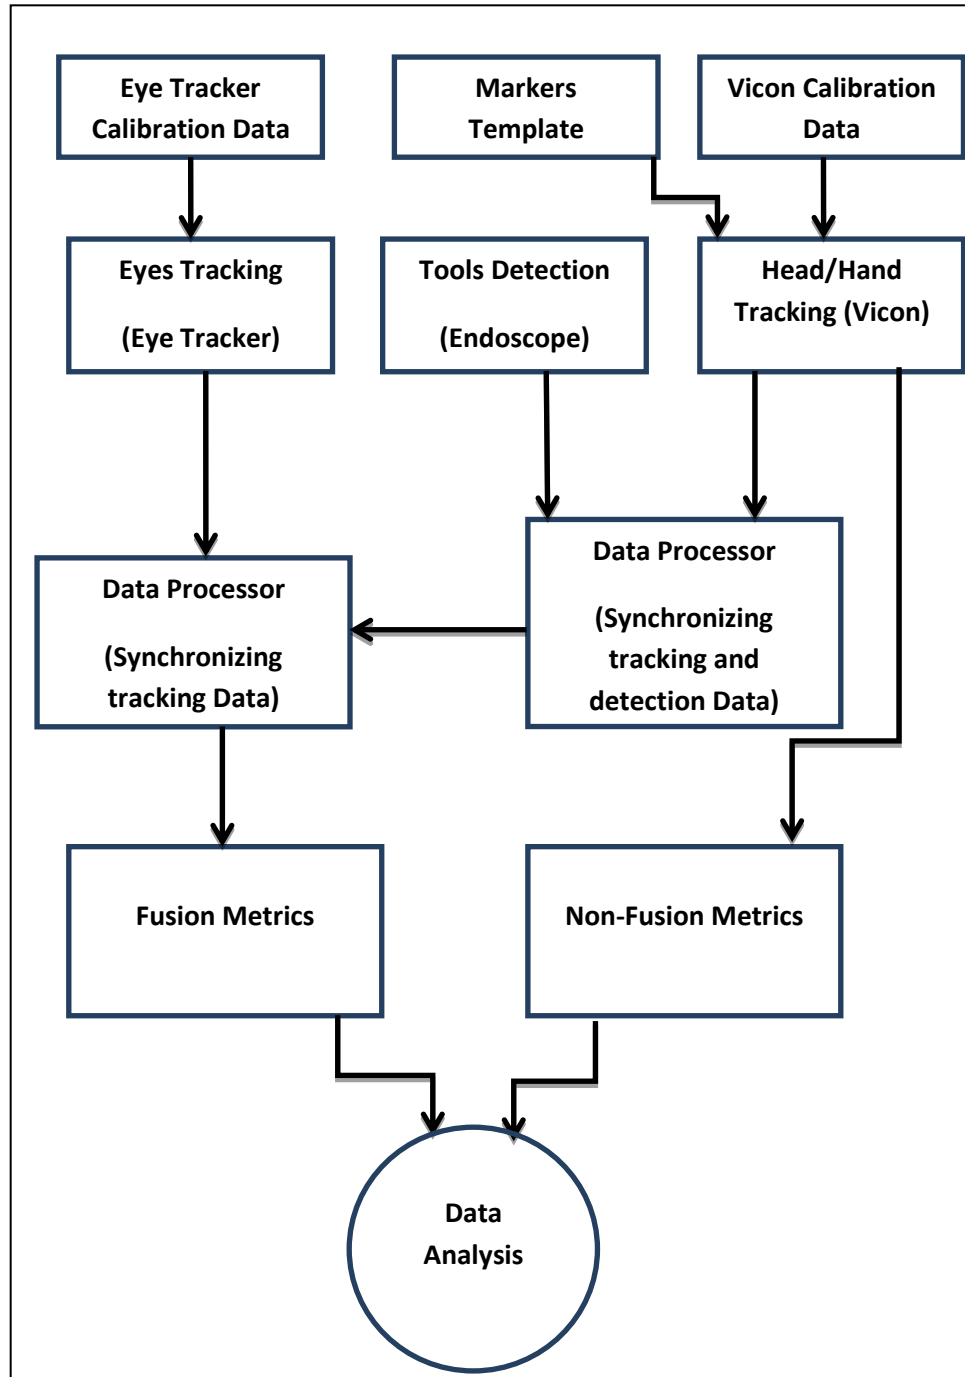 Eye Tracker
Calibration Data
Markers
Template
Vicon Calibration
Data
Eyes Tracking
(Eye Tracker)
Tools Detection
(Endoscope)
Head/Hand
Tracking (Vicon)
Data Processor
(Synchronizing
tracking Data)
Data Processor
(Synchronizing
tracking and
detection Data)
Fusion Metrics
Non-Fusion Metrics
Data
Analysis